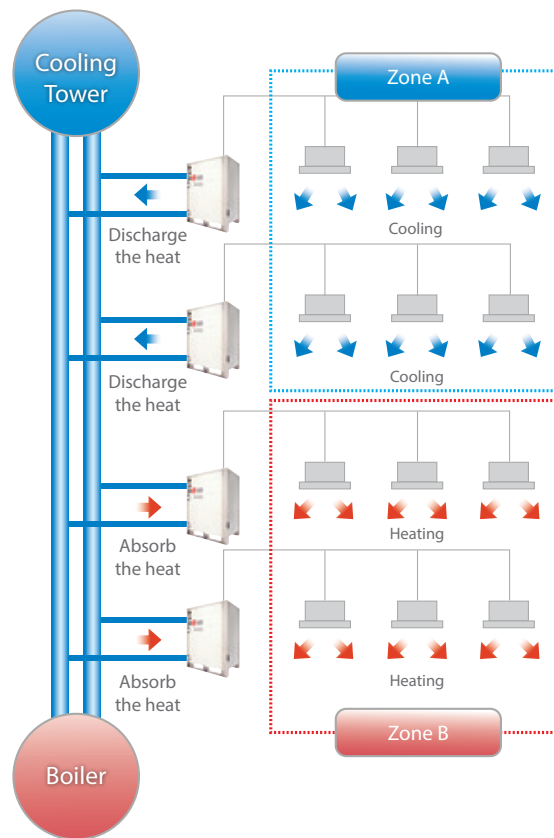 Cooling
Tower
Zone A
Discharge
the heat
Cooling
Discharge
the heat
Cooling
Absorb
the heat
Heating
Absorb
the heat
Heating
Zone B
Boiler